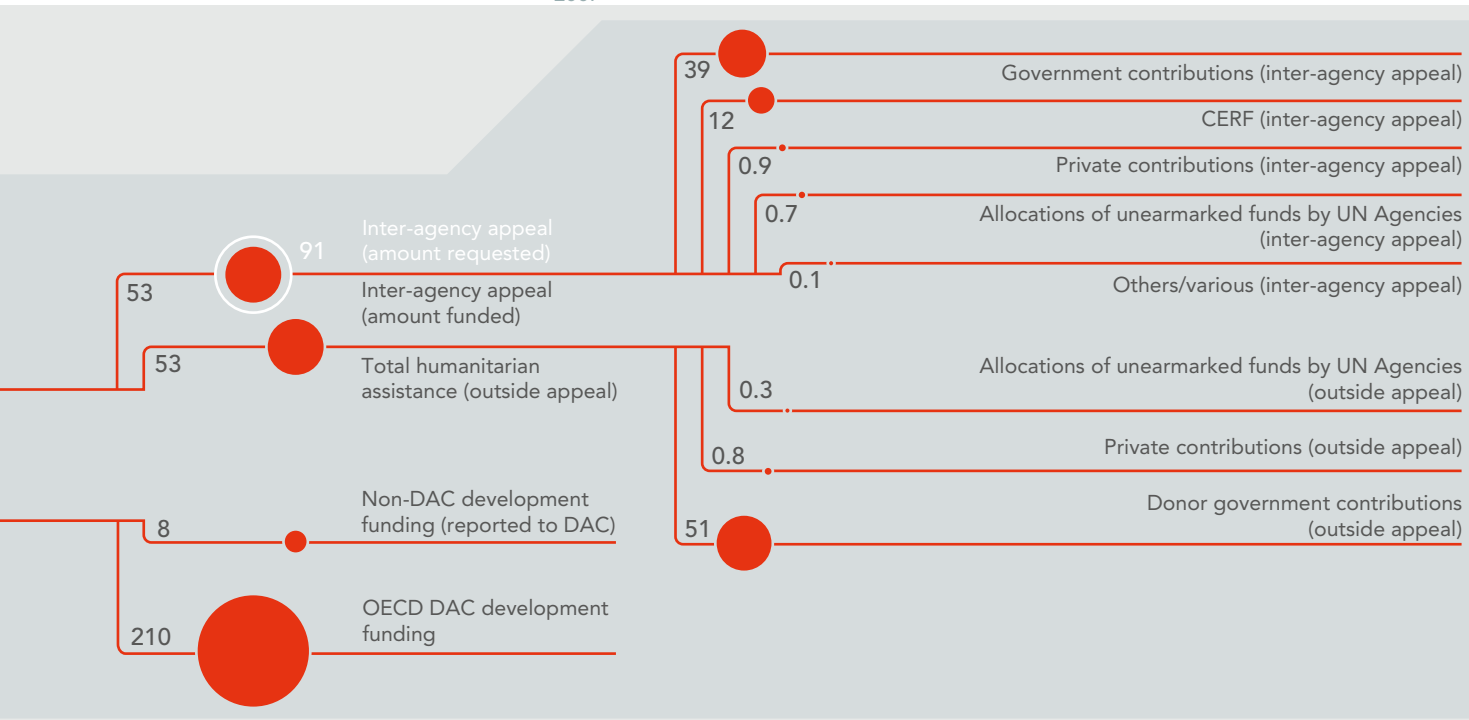 39
Government contributions (inter-agency appeal)
12
CERF (inter-agency appeal)
0.9
Private contributions (inter-agency appeal)
0.7
Allocations of unearmarked funds by UN Agencies
(inter-agency appeal)
0.1
Others/various (inter-agency appeal)
53
91
Inter-agency appeal
(amount requested)
Inter-agency appeal
(amount funded)
53
Total humanitarian
assistance (outside appeal)
0.3
Allocations of unearmarked funds by UN Agencies
(outside appeal)
0.8
Private contributions (outside appeal)
51
Donor government contributions
(outside appeal)
8
Non-DAC development
funding (reported to DAC)
210
OECD DAC development
funding